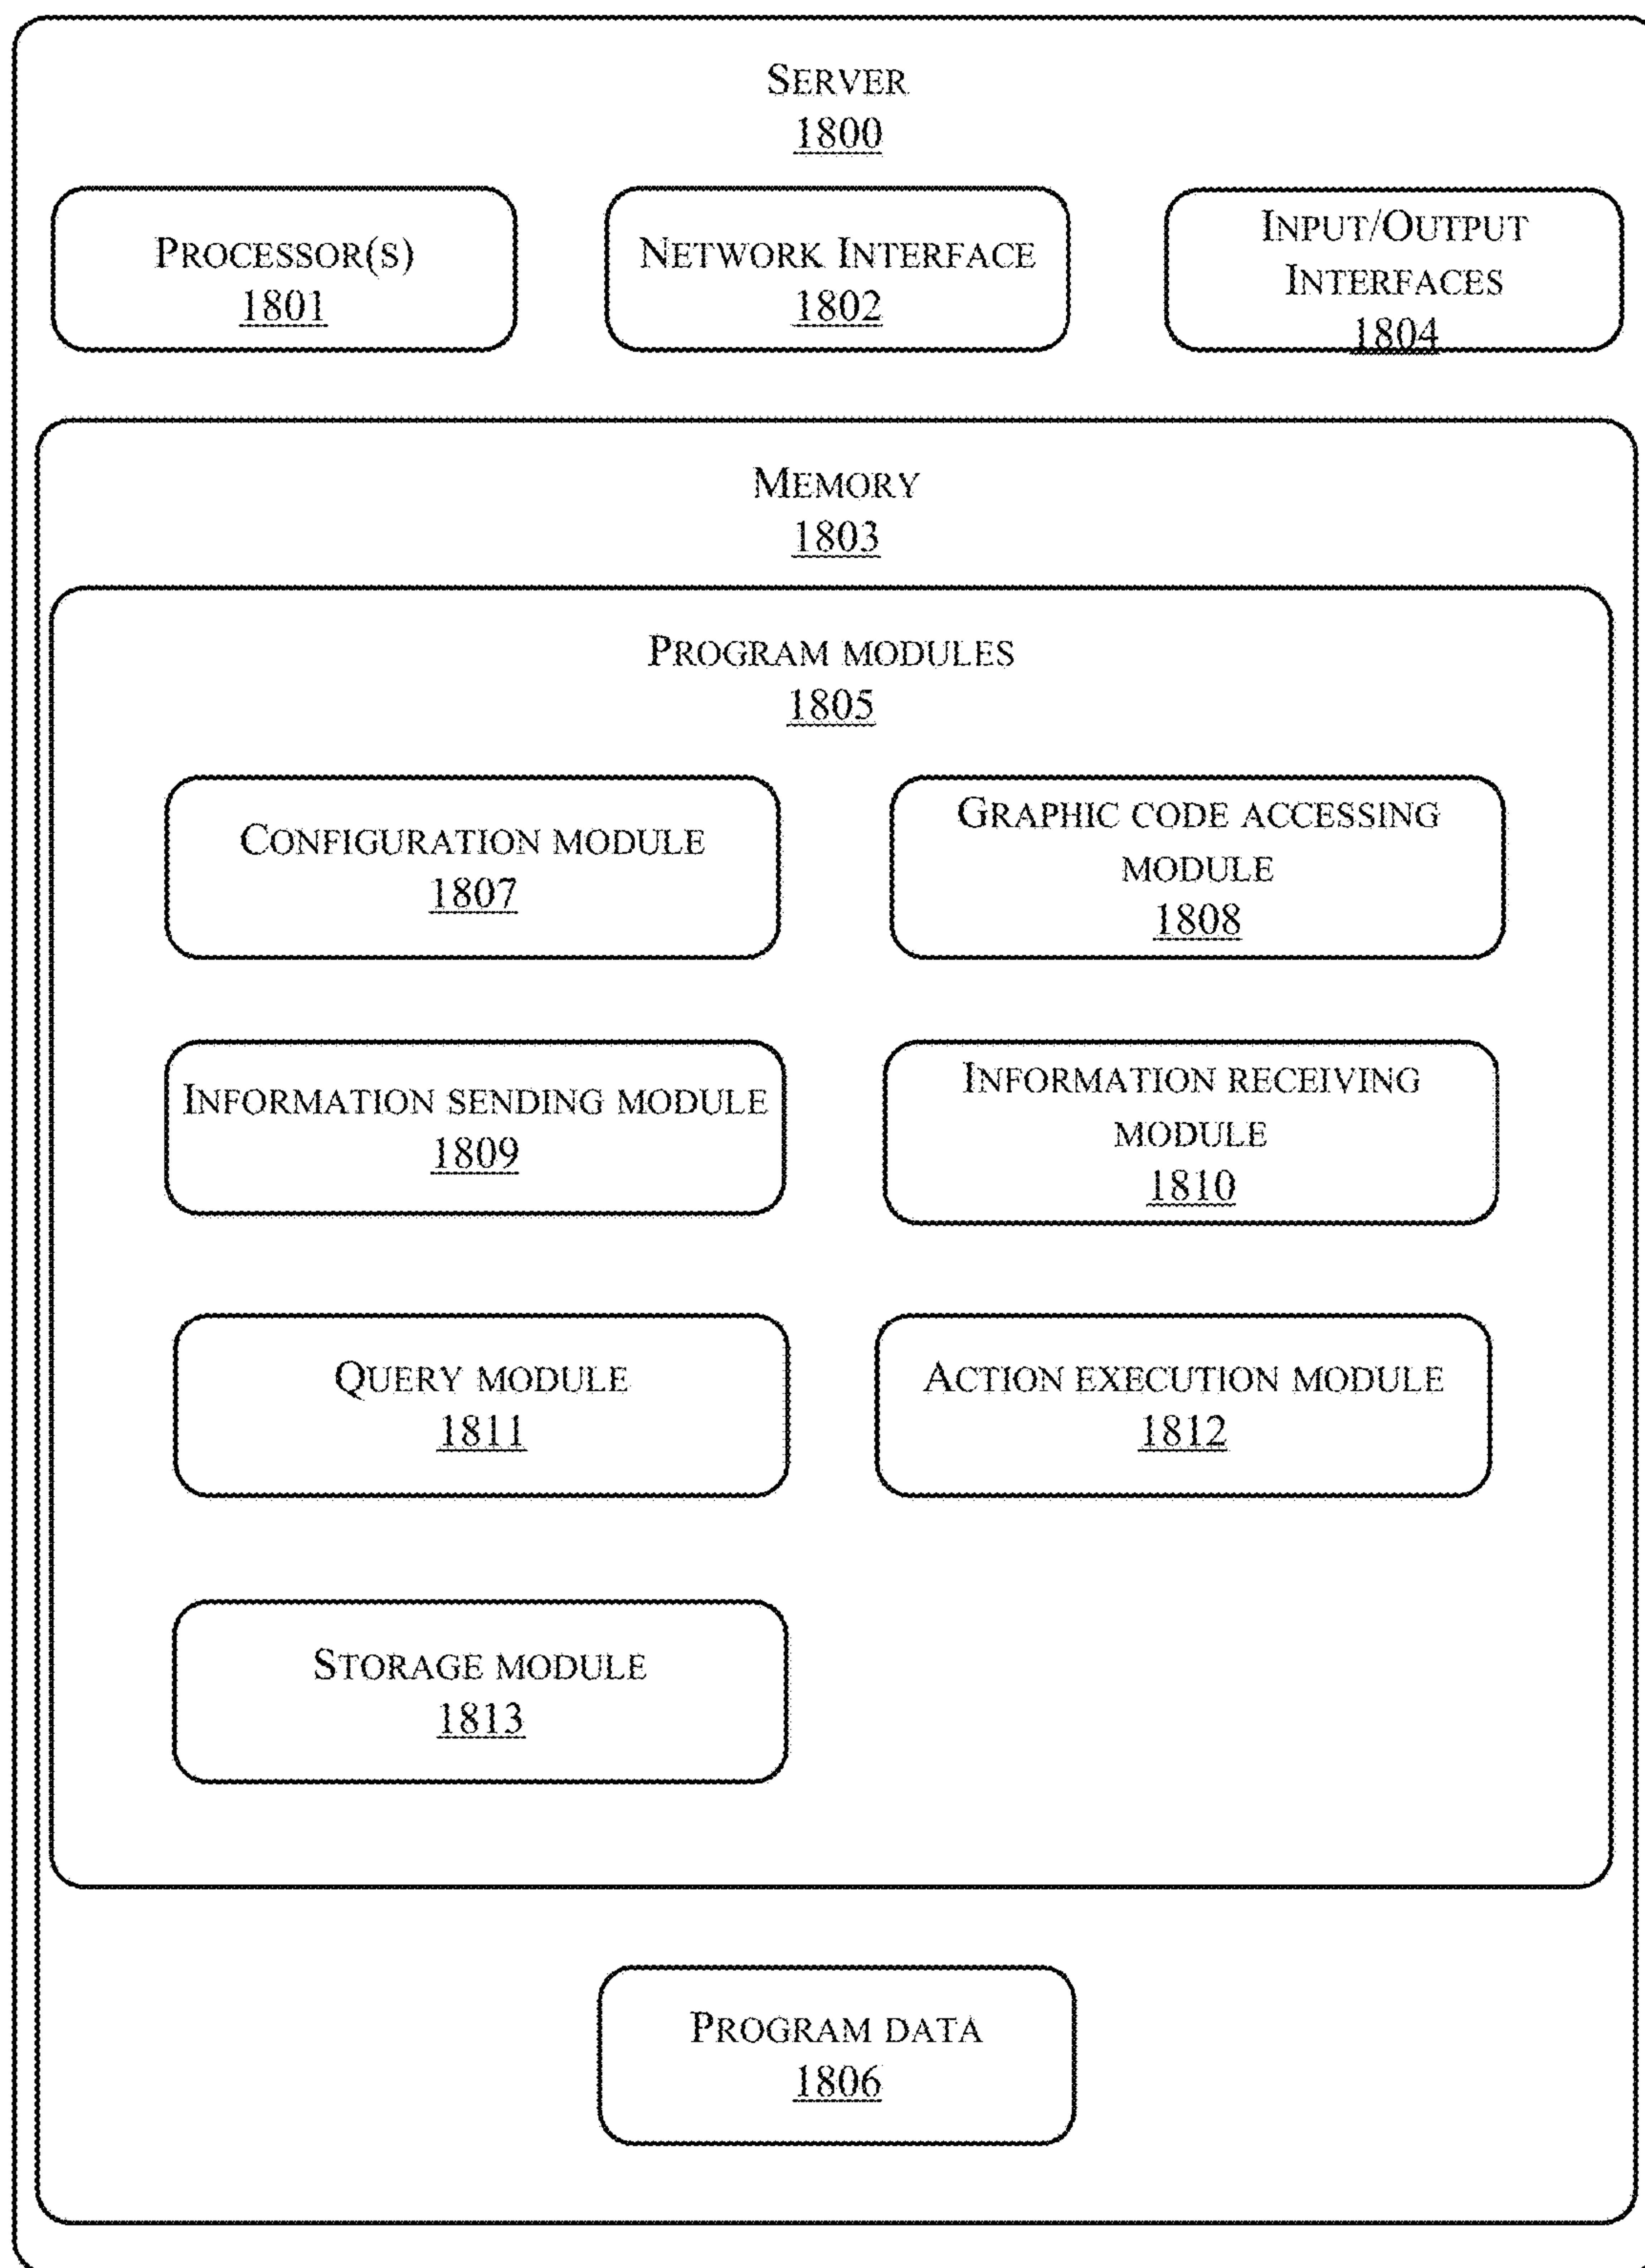 SERVER
1800
PROCESSOR(S)
1801
NETWORK INTERFACE
1802
INPUT/OUTPUT
INTERFACES
1804
MEMORY
1803
PROGRAM MODULES
1805
CONFIGURATION MODULE
1807
GRAPHIC CODE ACCESSING
MODULE
1808
INFORMATION SENDING MODULE
1809
INFORMATION RECEIVING
MODULE
1810
QUERY MODULE
1811
ACTION EXECUTION MODULE
1812
STORAGE MODULE
1813
PROGRAM DATA
1806